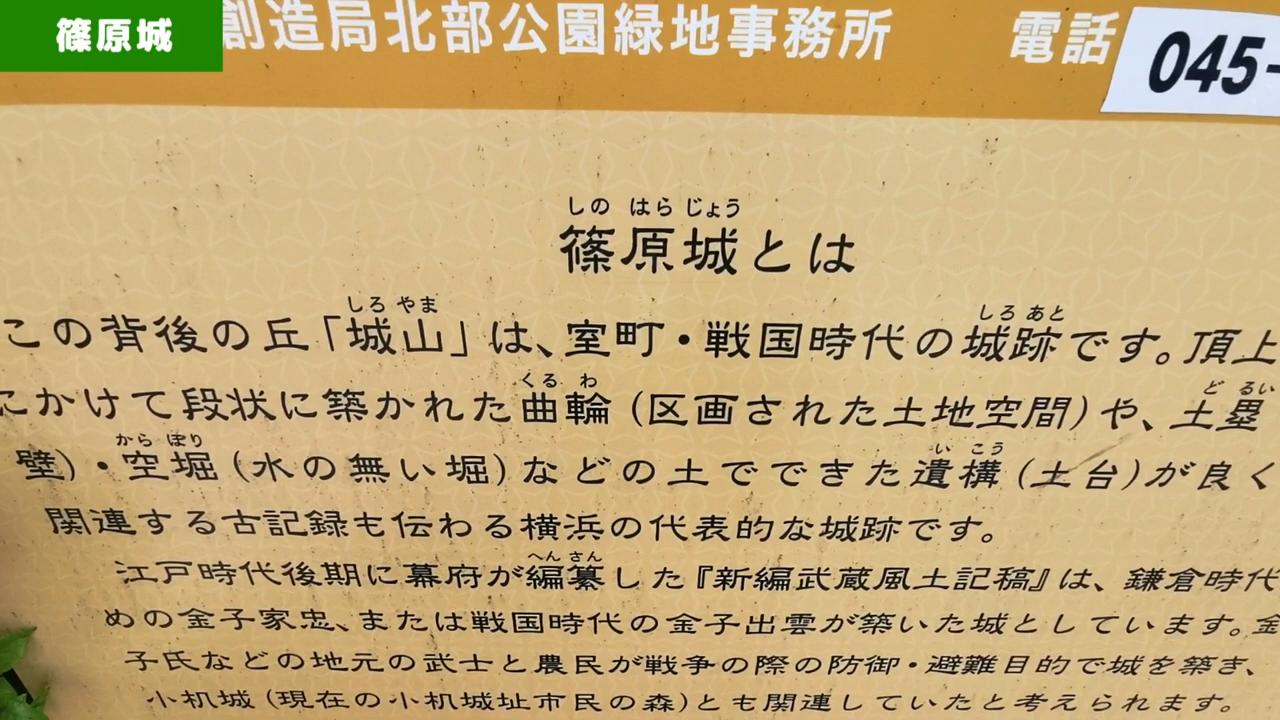 篠原城
創造局北部公園緑地事務所 電話 045-
しの はら じょう
篠原城とは
しろ やま しろ あと
この背後の丘「城山」は、室町・戦国時代の城跡です。頂上
くる わ ど るい
にかけて段状に築かれた曲輪(区画された土地空間)や、土塁
から ぼり い こう
壁)・空堀(水の無い堀)などの土でできた遺構(土台)が良く
関連する古記録も伝わる横浜の代表的な城跡です。
へん さん
江戸時代後期に幕府が編纂した『新編武蔵風土記稿』は、鎌倉時代
めの金子家忠、または戦国時代の金子出雲が築いた城としています。金
子氏などの地元の武士と農民が戦争の際の防御・避難目的で城を築き、
小机城(現在の小机城址市民の森)とも関連していたと考えられます。